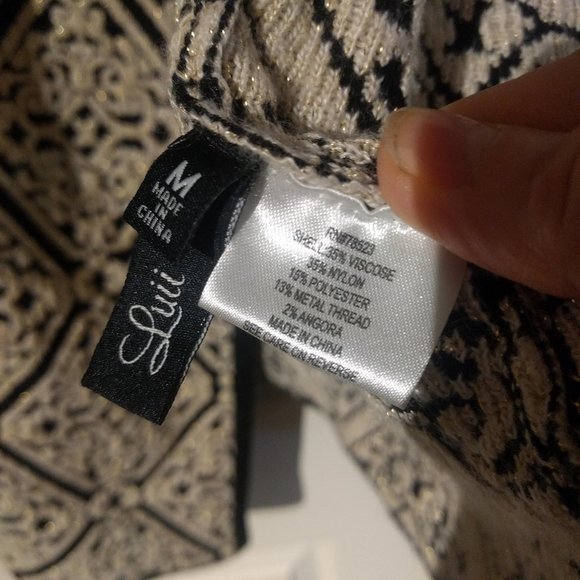 M
MADE
IN
CHINA
Luii
RN#78623
SHELL:35% VISCOSE
35% NYLON
15% POLYESTER
13% METAL THREAD
2% ANGORA
MADE IN CHINA
SEE CARE ON REVERSE